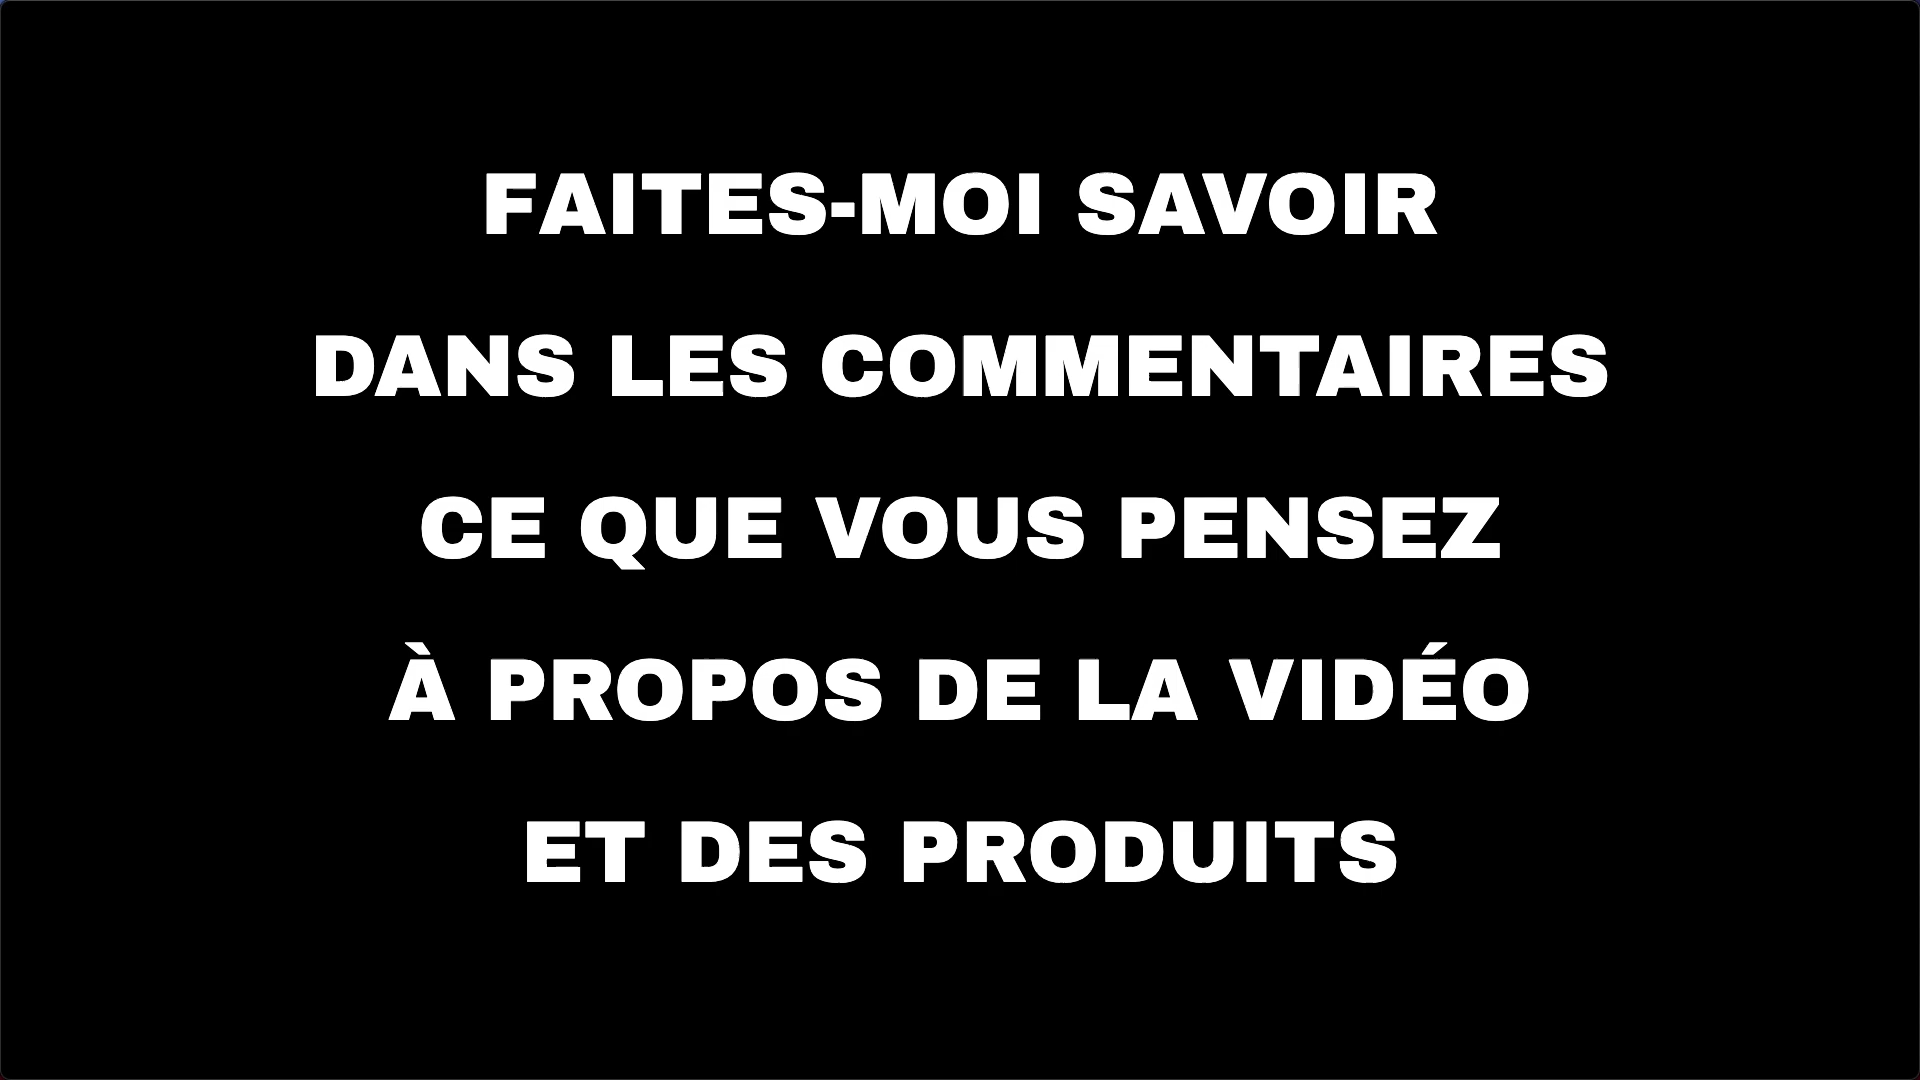 FAITES-MOI SAVOIR
DANS LES COMMENTAIRES
CE QUE VOUS PENSEZ
À PROPOS DE LA VIDÉO
ET DES PRODUITS